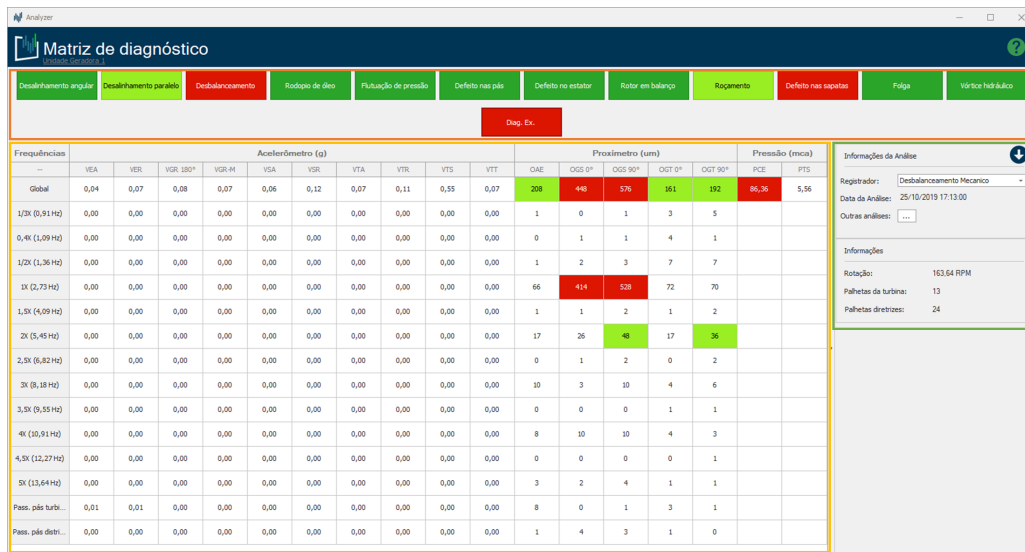 Analyzer
Matriz de diagnóstico
Unidade Geradora 1
Desalinhamento angular Desalinhamento paralelo Desbalanceamento Rodopio de óleo Flutuação de pressão Defeito nas pás Defeito no estator Rotor em balanço Roçamento Defeito nas sapatas Folga Vórtice hidráulico
Diag. Ex.
Frequências Acelerômetro (g) Proxímetro (um) Pressão (mca)
-- VEA VER VGR 180° VGR-M VSA VSR VTA VTR VTS VTT OAE OGS 0° OGS 90° OGT 0° OGT 90° PCE PTS
Global 0,04 0,07 0,08 0,07 0,06 0,12 0,07 0,11 0,55 0,07 208 448 576 161 192 86,36 5,56
1/3X (0,91 Hz) 0,00 0,00 0,00 0,00 0,00 0,00 0,00 0,00 0,00 0,00 1 0 1 3 5
0,4X (1,09 Hz) 0,00 0,00 0,00 0,00 0,00 0,00 0,00 0,00 0,00 0,00 0 1 1 4 1
1/2X (1,36 Hz) 0,00 0,00 0,00 0,00 0,00 0,00 0,00 0,00 0,00 0,00 1 2 3 7 7
1X (2,73 Hz) 0,00 0,00 0,00 0,00 0,00 0,00 0,00 0,00 0,00 0,00 66 414 528 72 70
1,5X (4,09 Hz) 0,00 0,00 0,00 0,00 0,00 0,00 0,00 0,00 0,00 0,00 1 1 2 1 2
2X (5,45 Hz) 0,00 0,00 0,00 0,00 0,00 0,00 0,00 0,00 0,00 0,00 17 26 48 17 36
2,5X (6,82 Hz) 0,00 0,00 0,00 0,00 0,00 0,00 0,00 0,00 0,00 0,00 0 1 2 0 2
3X (8,18 Hz) 0,00 0,00 0,00 0,00 0,00 0,00 0,00 0,00 0,00 0,00 10 3 10 4 6
3,5X (9,55 Hz) 0,00 0,00 0,00 0,00 0,00 0,00 0,00 0,00 0,00 0,00 0 0 0 1 1
4X (10,91 Hz) 0,00 0,00 0,00 0,00 0,00 0,00 0,00 0,00 0,00 0,00 8 10 10 4 3
4,5X (12,27 Hz) 0,00 0,00 0,00 0,00 0,00 0,00 0,00 0,00 0,00 0,00 0 0 0 0 1
5X (13,64 Hz) 0,00 0,00 0,00 0,00 0,00 0,00 0,00 0,00 0,00 0,00 3 2 4 1 1
Pass. pás turbi... 0,01 0,01 0,00 0,00 0,00 0,00 0,00 0,00 0,00 0,00 8 0 1 3 1
Pass. pás distri... 0,00 0,00 0,00 0,00 0,00 0,00 0,00 0,00 0,00 0,00 1 4 3 1 0
Informações da Análise
Registrador: Desbalanceamento Mecanico
Data da Análise: 25/10/2019 17:13:00
Outras análises: ...
Informações
Rotação: 163,64 RPM
Palhetas da turbina: 13
Palhetas diretrizes: 24